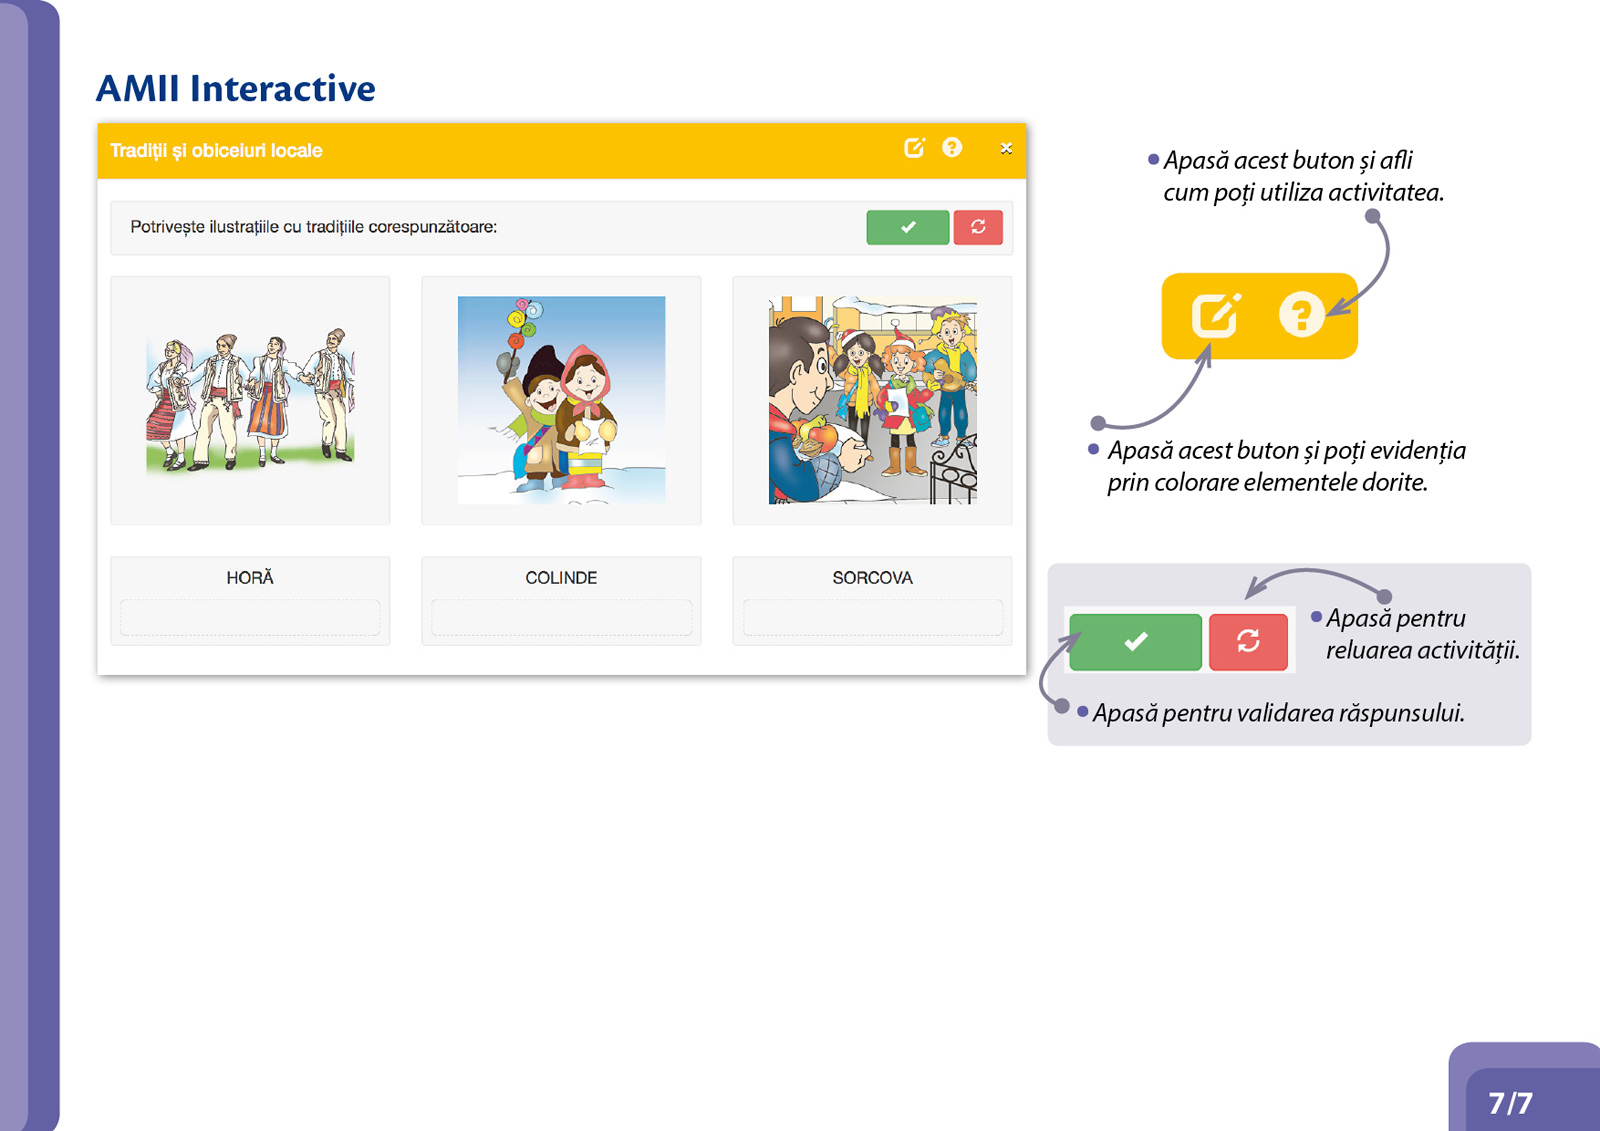 AMII Interactive
Tradiții și obiceiuri locale
Potrivește ilustrațiile cu tradițiile corespunzătoare:
HORĂ
COLINDE
SORCOVA
Apasă acest buton și afli
cum poți utiliza activitatea.
Apasă acest buton și poți evidenția
prin colorare elementele dorite.
Apasă pentru
reluarea activității.
Apasă pentru validarea răspunsului.
7/7